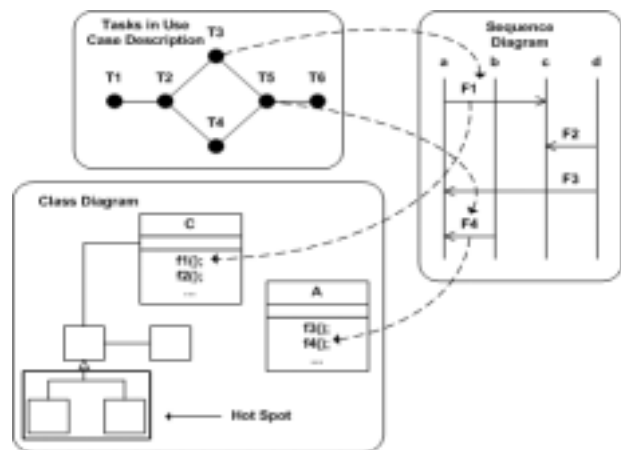 Tasks in Use
Case Description
T3
T1
T2
T5
T6
T4
Sequence
Diagram
a
b
c
d
F1
F2
F3
F4
Class Diagram
C
f1();
f2();
...
A
f3();
f4();
...
Hot Spot